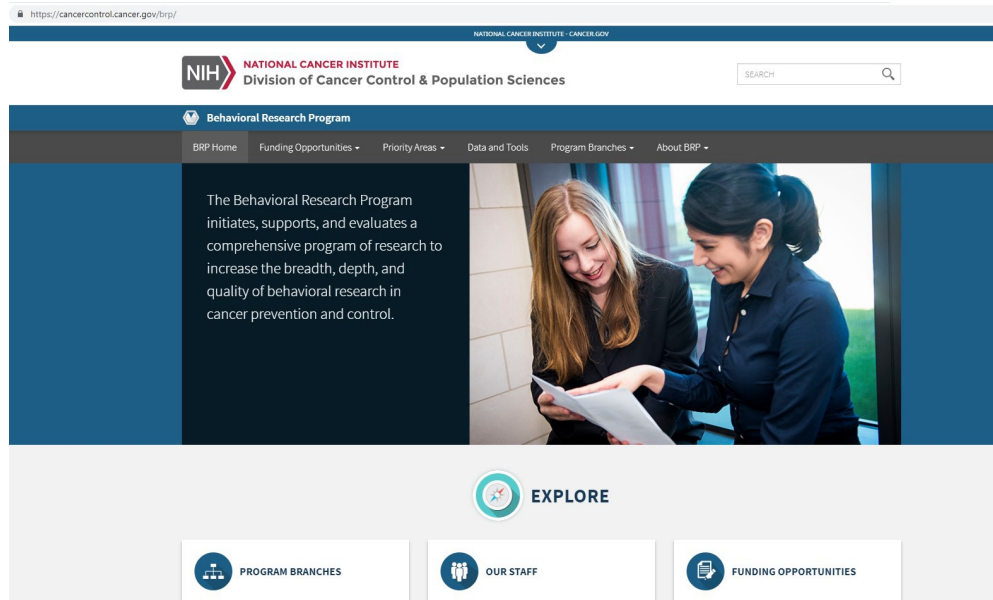 https://cancercontrol.cancer.gov/brp/
NATIONAL CANCER INSTITUTE - CANCER.GOV
NIH
NATIONAL CANCER INSTITUTE
Division of Cancer Control & Population Sciences
SEARCH
Behavioral Research Program
BRP Home Funding Opportunities Priority Areas Data and Tools Program Branches About BRP
The Behavioral Research Program
initiates, supports, and evaluates a
comprehensive program of research to
increase the breadth, depth, and
quality of behavioral research in
cancer prevention and control.
EXPLORE
PROGRAM BRANCHES
OUR STAFF
FUNDING OPPORTUNITIES